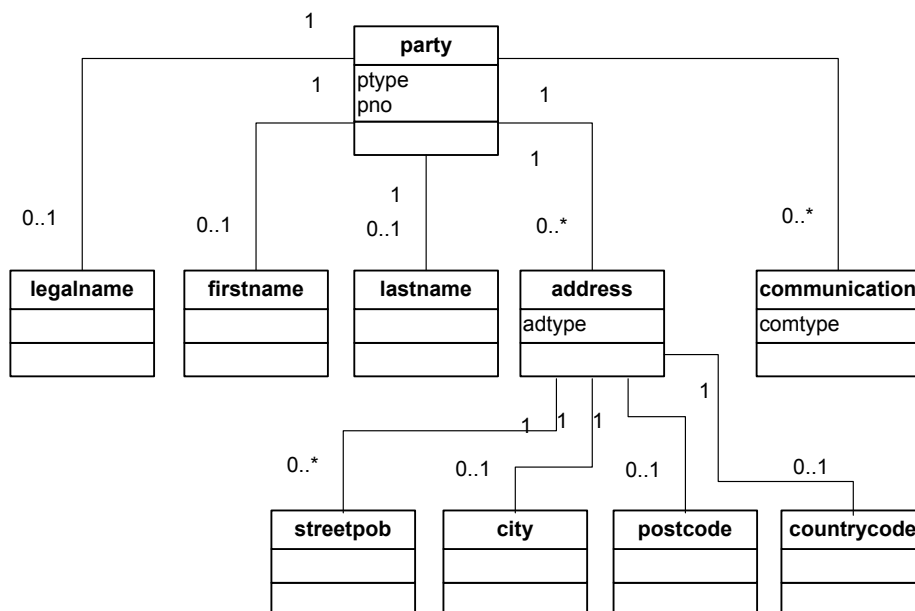 1
party
ptype
pno
1
1
1
1
0..1
0..1
0..1
0..*
0..*
legalname
firstname
lastname
address
communication
adtype
comtype
1
1
1
1
0..*
0..1
0..1
0..1
streetpob
city
postcode
countrycode